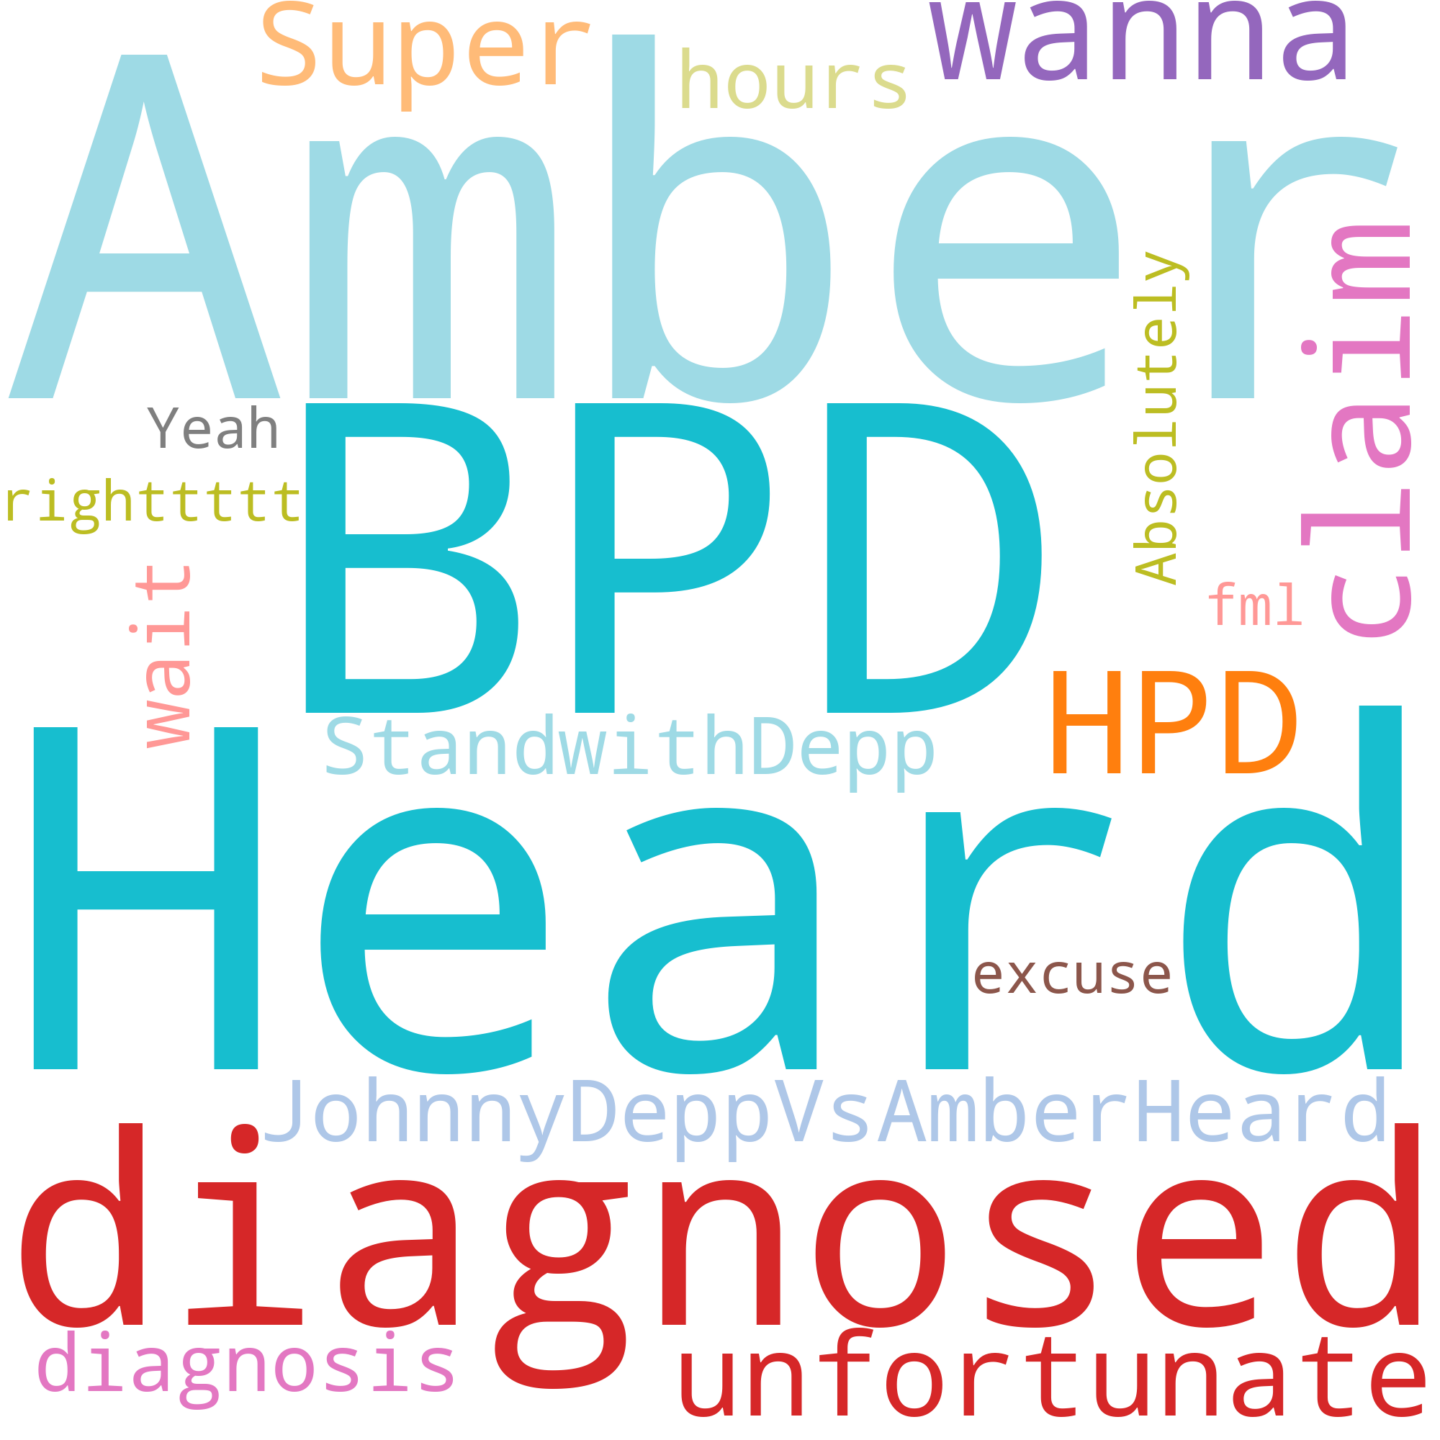 Super
wanna
hours
Amber
claim
Absolutely
Yeah
BPD
righttttt
wait
fml
HPD
StandwithDepp
Heard
excuse
JohnnyDeppVsAmberHeard
diagnosed
diagnosis
unfortunate